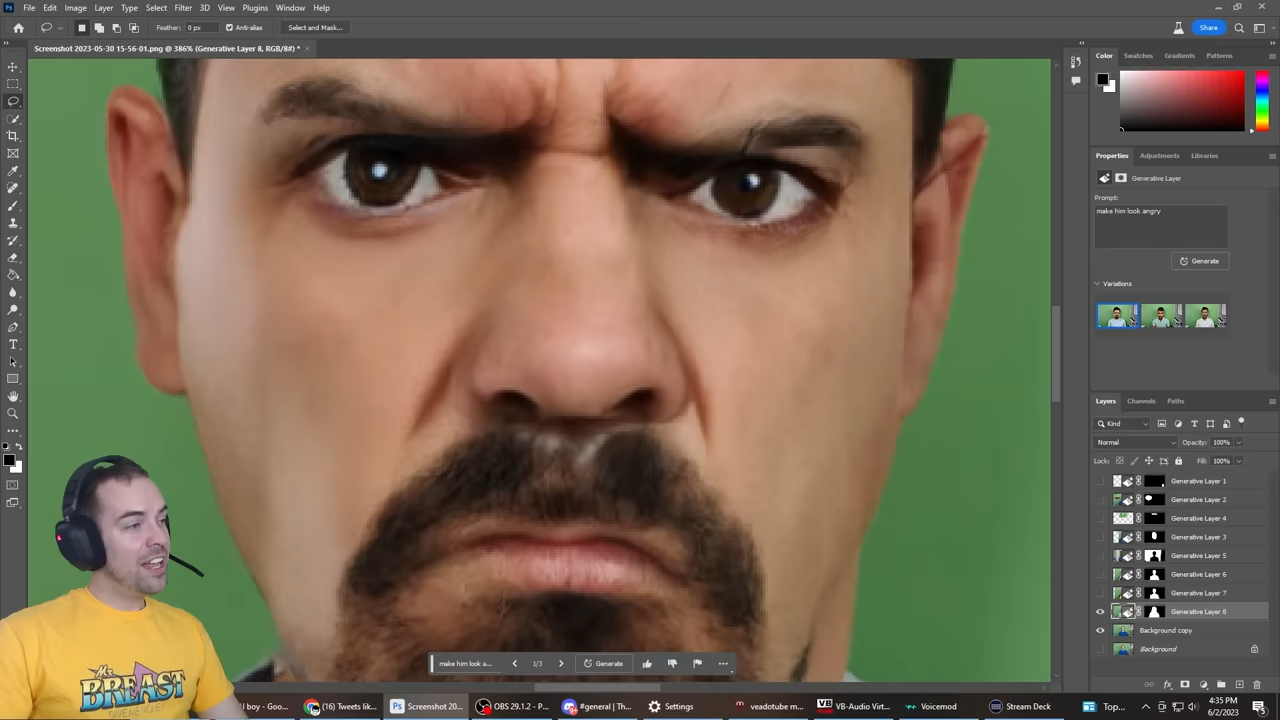 File Edit Image Layer Type Select Filter 3D View Plugins Window Help
Feather: 0 px Anti-alias Select and Mask... Share
Screenshot 2023-05-30 15-56-01.png @ 386% (Generative Layer 8, RGB/8#) *
Color Swatches Gradients Patterns
Properties Adjustments Libraries
Generative Layer
Prompt:
make him look angry
Generate
Variations
Layers Channels Paths
Kind
Normal Opacity: 100%
Lock: Fill: 100%
Generative Layer 1
Generative Layer 2
Generative Layer 4
Generative Layer 3
Generative Layer 5
Generative Layer 6
Generative Layer 7
Generative Layer 8
Background copy
Background
make him look a... 1/3 Generate
BREAST
boy - Goo... (16) Tweets lik... Screenshot 20... OBS 29.1.2 - P... #general | Th... Settings veadotube mi... VB-Audio Virt... Voicemod Stream Deck Top... 4:35 PM
6/2/2023